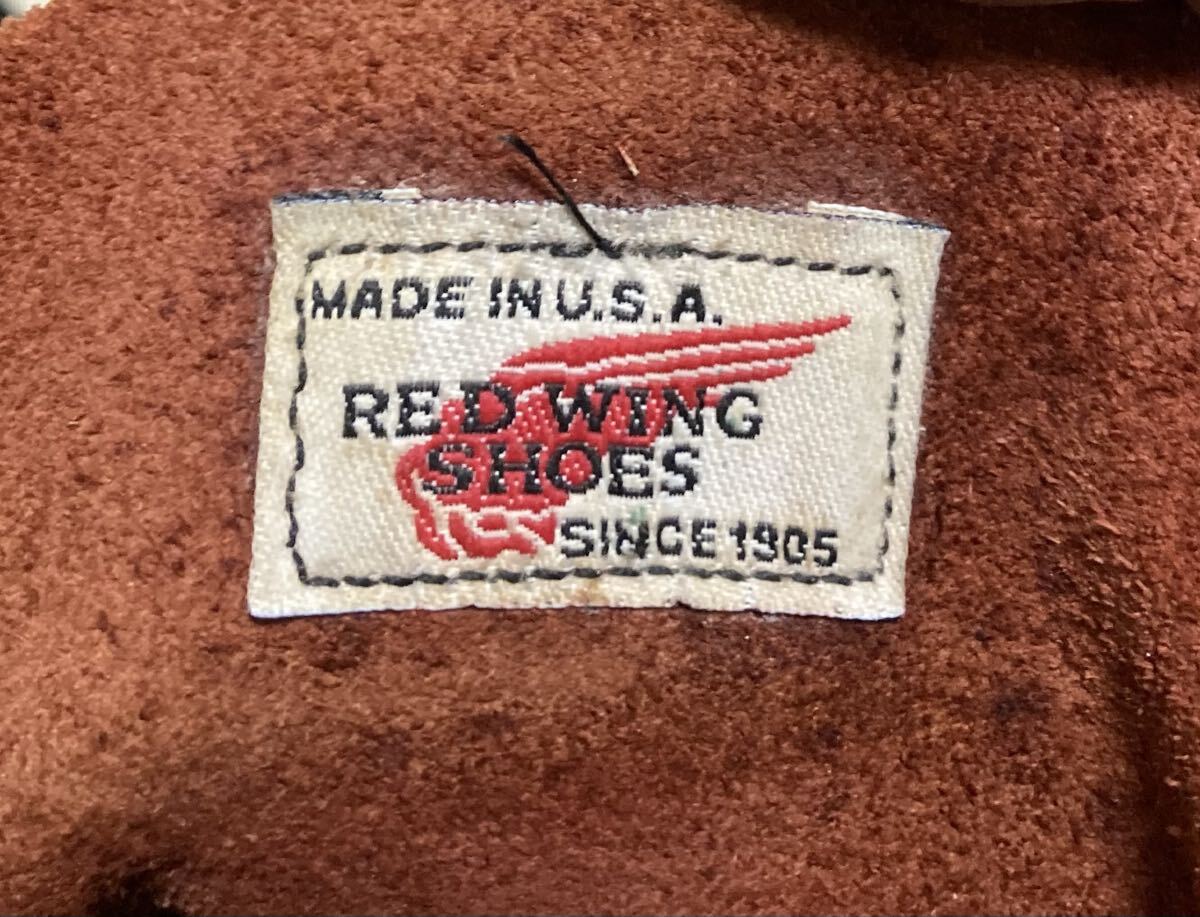 MADE IN U.S.A.
RED WING
SHOES
SINCE 1905